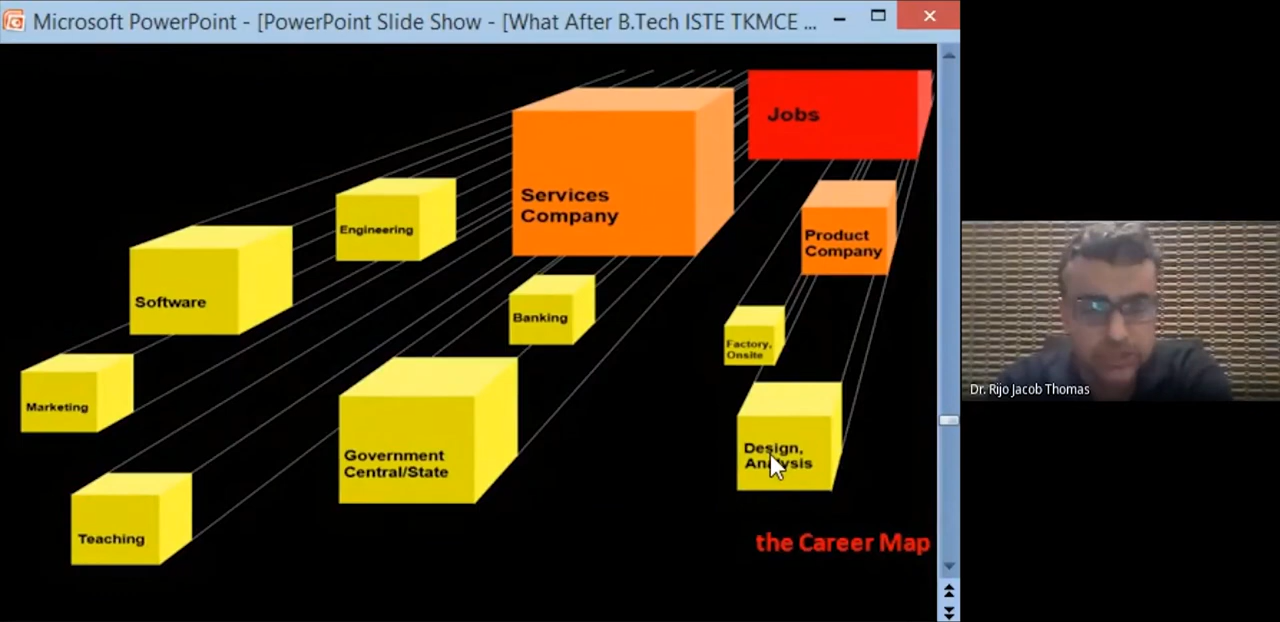 Microsoft PowerPoint - [PowerPoint Slide Show - [What After B.Tech ISTE TKMCE ...
Jobs
Services
Company
Product
Company
Engineering
Software
Banking
Factory,
Onsite
Marketing
Government
Central/State
Design,
Analysis
Teaching
the Career Map
Dr. Rijo Jacob Thomas